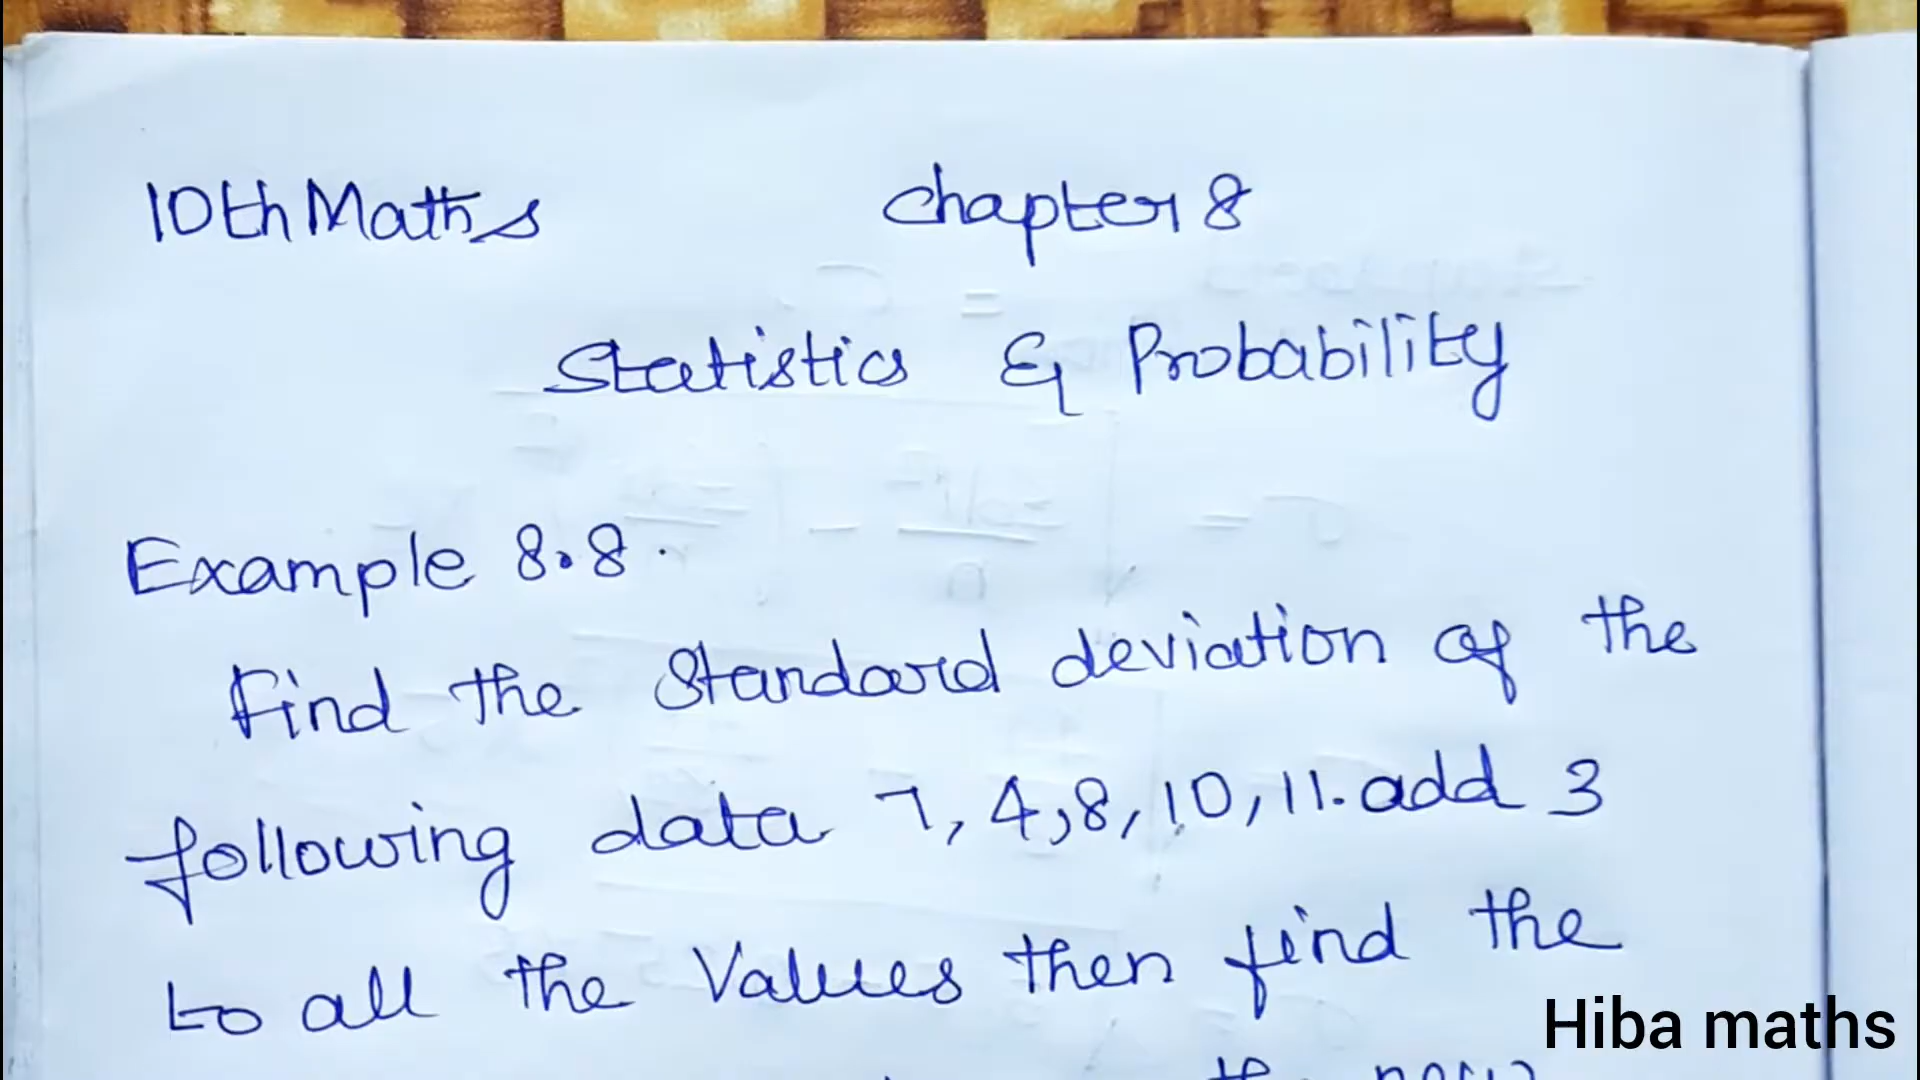 10th Maths chapter 8
Statistics & Probability
Example 8.8.
Find the Standard deviation of the
following data 7, 4, 8, 10, 11. add 3
to all the Values then find the
Hiba maths